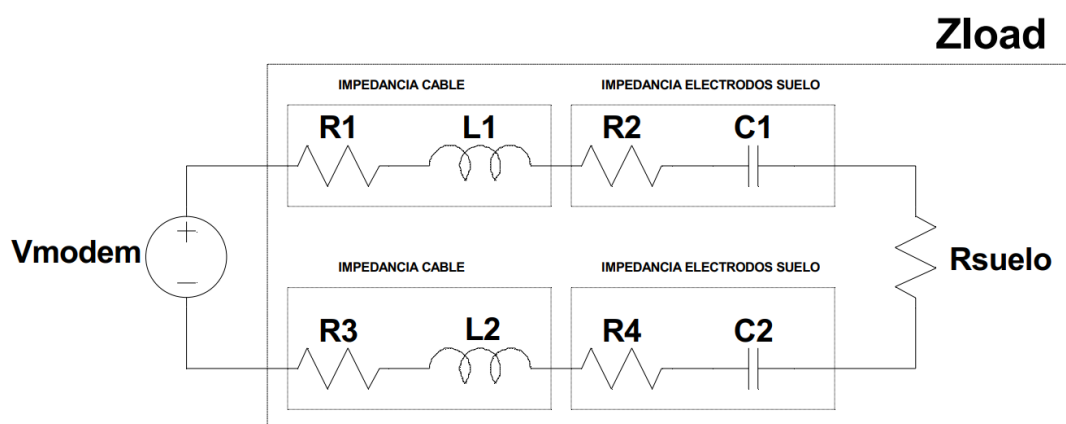 Zload
IMPEDANCIA CABLE
IMPEDANCIA ELECTRODOS SUELO
R1
L1
R2
C1
Vmodem
+
−
Rsuelo
IMPEDANCIA CABLE
IMPEDANCIA ELECTRODOS SUELO
R3
L2
R4
C2